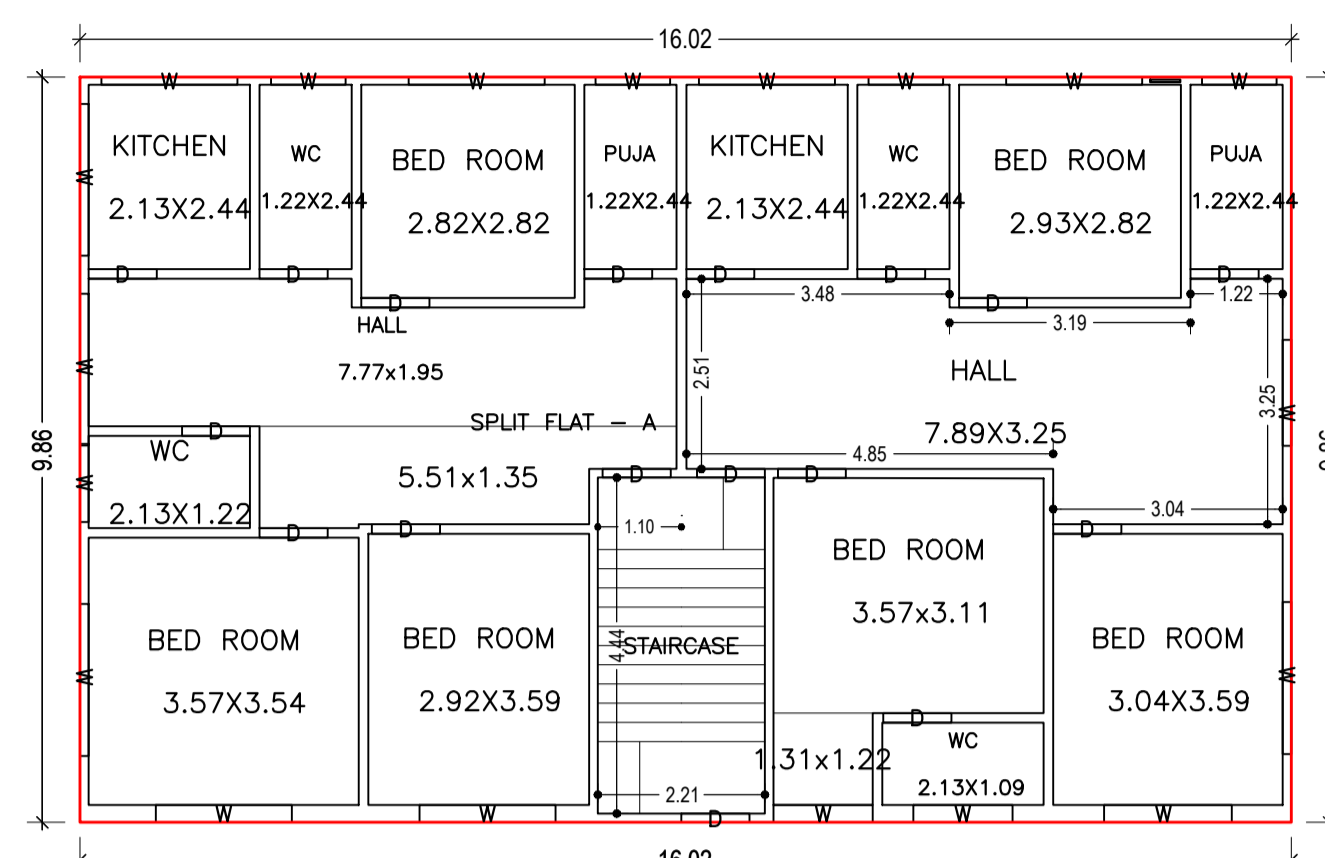 16.02
W W W W W W W W
KITCHEN WC BED ROOM PUJA KITCHEN WC BED ROOM PUJA
2.13X2.44 1.22X2.44 2.82X2.82 1.22X2.44 2.13X2.44 1.22X2.44 2.93X2.82 1.22X2.44
W
D D D D D D D D
3.48 1.22
HALL 3.19
W 7.77x1.95 2.51 HALL 3.25
SPLIT FLAT - A 7.89X3.25 W
9.86 D WC 4.85
W 5.51x1.35 D D D
2.13X1.22 3.04
D D 1.10 D
BED ROOM
3.57x3.11
BED ROOM BED ROOM 4.44 STAIRCASE BED ROOM
W 3.57X3.54 2.92X3.59 3.04X3.59 W
D
WC
1.31x1.22
2.13X1.09
2.21
W W D W W W
16.02